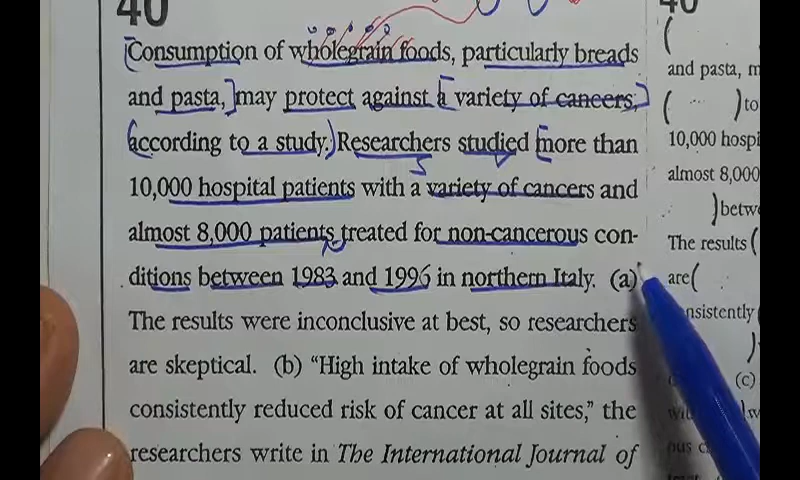 40
Consumption of wholegrain foods, particularly breads
and pasta, may protect against a variety of cancers,
according to a study. Researchers studied more than
10,000 hospital patients with a variety of cancers and
almost 8,000 patients treated for non-cancerous con-
ditions between 1983 and 1996 in northern Italy. (a)
The results were inconclusive at best, so researchers
are skeptical. (b) “High intake of wholegrain foods
consistently reduced risk of cancer at all sites,” the
researchers write in The International Journal of
40
(
and pasta, m
( )to
10,000 hospi
almost 8,000
)betw
The results (
are(
nsistently
)
(c)